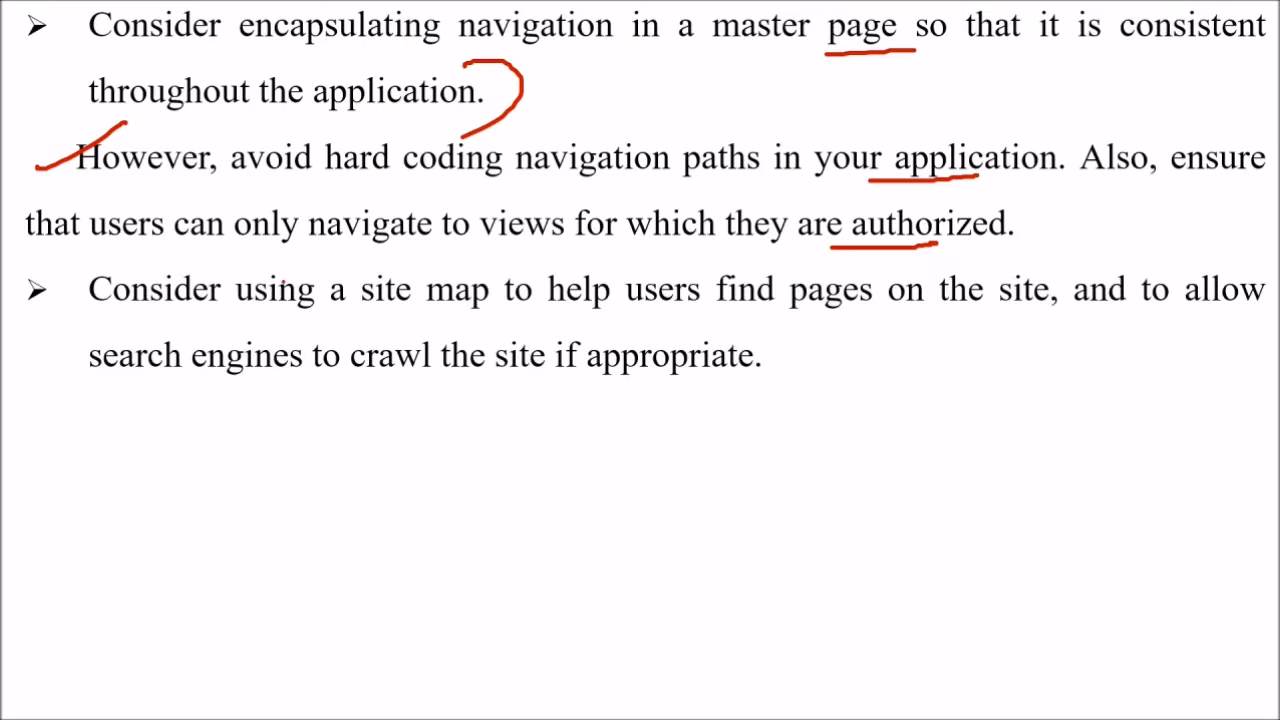 ➢ Consider encapsulating navigation in a master page so that it is consistent
throughout the application.
However, avoid hard coding navigation paths in your application. Also, ensure
that users can only navigate to views for which they are authorized.
➢ Consider using a site map to help users find pages on the site, and to allow
search engines to crawl the site if appropriate.